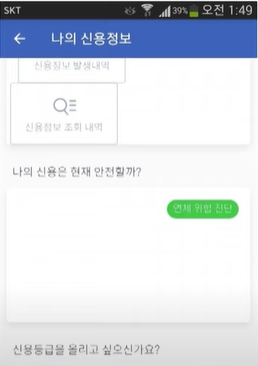 SKT 39% 오전 1:49
나의 신용정보
신용정보 발생내역
신용정보 조회 내역
나의 신용은 현재 안전할까?
연체 위험 진단
신용등급을 올리고 싶으신가요?